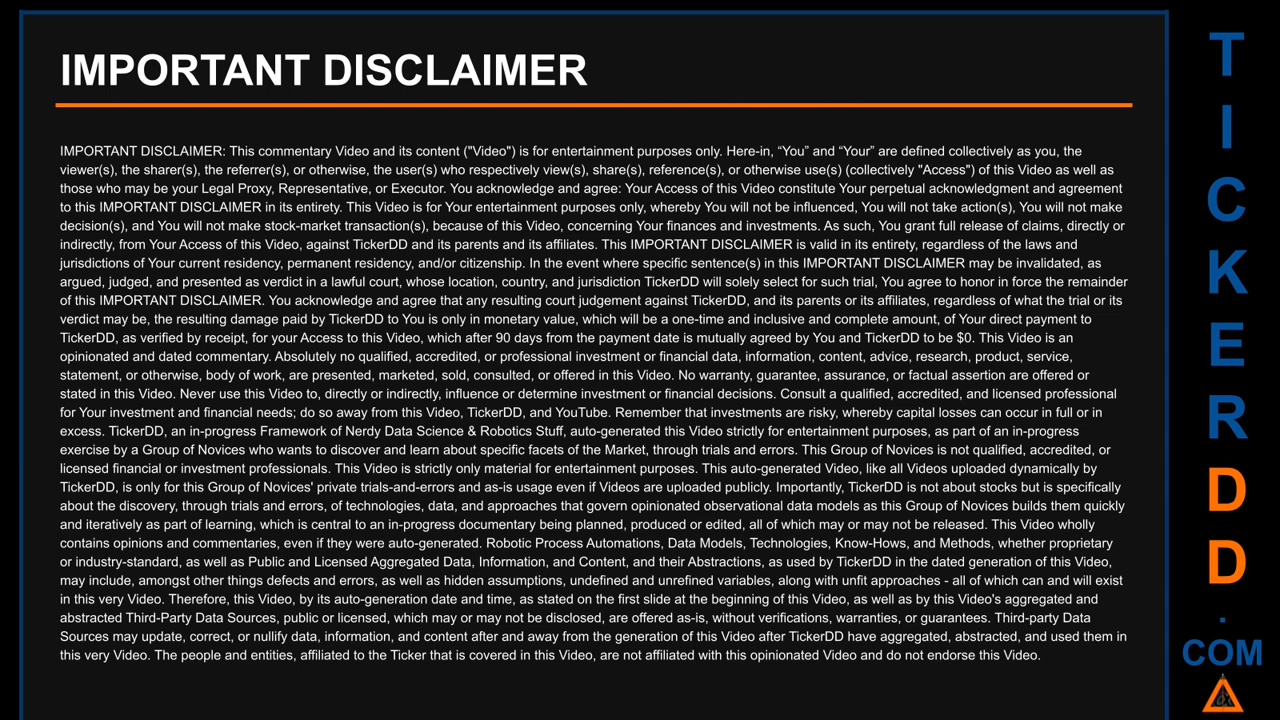 IMPORTANT DISCLAIMER
IMPORTANT DISCLAIMER: This commentary Video and its content ("Video") is for entertainment purposes only. Here-in, “You” and “Your” are defined collectively as you, the
viewer(s), the sharer(s), the referrer(s), or otherwise, the user(s) who respectively view(s), share(s), reference(s), or otherwise use(s) (collectively "Access") of this Video as well as
those who may be your Legal Proxy, Representative, or Executor. You acknowledge and agree: Your Access of this Video constitute Your perpetual acknowledgment and agreement
to this IMPORTANT DISCLAIMER in its entirety. This Video is for Your entertainment purposes only, whereby You will not be influenced, You will not take action(s), You will not make
decision(s), and You will not make stock-market transaction(s), because of this Video, concerning Your finances and investments. As such, You grant full release of claims, directly or
indirectly, from Your Access of this Video, against TickerDD and its parents and its affiliates. This IMPORTANT DISCLAIMER is valid in its entirety, regardless of the laws and
jurisdictions of Your current residency, permanent residency, and/or citizenship. In the event where specific sentence(s) in this IMPORTANT DISCLAIMER may be invalidated, as
argued, judged, and presented as verdict in a lawful court, whose location, country, and jurisdiction TickerDD will solely select for such trial, You agree to honor in force the remainder
of this IMPORTANT DISCLAIMER. You acknowledge and agree that any resulting court judgement against TickerDD, and its parents or its affiliates, regardless of what the trial or its
verdict may be, the resulting damage paid by TickerDD to You is only in monetary value, which will be a one-time and inclusive and complete amount, of Your direct payment to
TickerDD, as verified by receipt, for your Access to this Video, which after 90 days from the payment date is mutually agreed by You and TickerDD to be $0. This Video is an
opinionated and dated commentary. Absolutely no qualified, accredited, or professional investment or financial data, information, content, advice, research, product, service,
statement, or otherwise, body of work, are presented, marketed, sold, consulted, or offered in this Video. No warranty, guarantee, assurance, or factual assertion are offered or
stated in this Video. Never use this Video to, directly or indirectly, influence or determine investment or financial decisions. Consult a qualified, accredited, and licensed professional
for Your investment and financial needs; do so away from this Video, TickerDD, and YouTube. Remember that investments are risky, whereby capital losses can occur in full or in
excess. TickerDD, an in-progress Framework of Nerdy Data Science & Robotics Stuff, auto-generated this Video strictly for entertainment purposes, as part of an in-progress
exercise by a Group of Novices who wants to discover and learn about specific facets of the Market, through trials and errors. This Group of Novices is not qualified, accredited, or
licensed financial or investment professionals. This Video is strictly only material for entertainment purposes. This auto-generated Video, like all Videos uploaded dynamically by
TickerDD, is only for this Group of Novices' private trials-and-errors and as-is usage even if Videos are uploaded publicly. Importantly, TickerDD is not about stocks but is specifically
about the discovery, through trials and errors, of technologies, data, and approaches that govern opinionated observational data models as this Group of Novices builds them quickly
and iteratively as part of learning, which is central to an in-progress documentary being planned, produced or edited, all of which may or may not be released. This Video wholly
contains opinions and commentaries, even if they were auto-generated. Robotic Process Automations, Data Models, Technologies, Know-Hows, and Methods, whether proprietary
or industry-standard, as well as Public and Licensed Aggregated Data, Information, and Content, and their Abstractions, as used by TickerDD in the dated generation of this Video,
may include, amongst other things defects and errors, as well as hidden assumptions, undefined and unrefined variables, along with unfit approaches - all of which can and will exist
in this very Video. Therefore, this Video, by its auto-generation date and time, as stated on the first slide at the beginning of this Video, as well as by this Video's aggregated and
abstracted Third-Party Data Sources, public or licensed, which may or may not be disclosed, are offered as-is, without verifications, warranties, or guarantees. Third-party Data
Sources may update, correct, or nullify data, information, and content after and away from the generation of this Video after TickerDD have aggregated, abstracted, and used them in
this very Video. The people and entities, affiliated to the Ticker that is covered in this Video, are not affiliated with this opinionated Video and do not endorse this Video.
T
I
C
K
E
R
D
D
.
COM